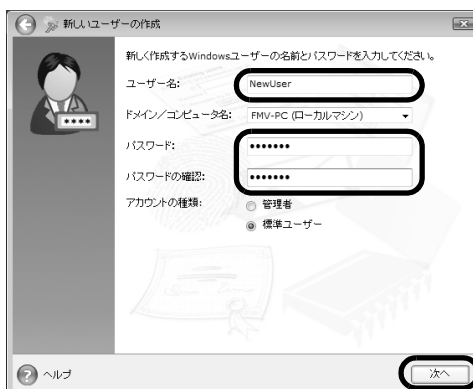 新しいユーザーの作成
新しく作成するWindowsユーザーの名前とパスワードを入力してください。
ユーザー名:
NewUser
ドメイン／コンピュータ名:
FMV-PC (ローカルマシン)
パスワード:
•••••••
パスワードの確認:
•••••••
アカウントの種類:
管理者
標準ユーザー
****
ヘルプ
次へ